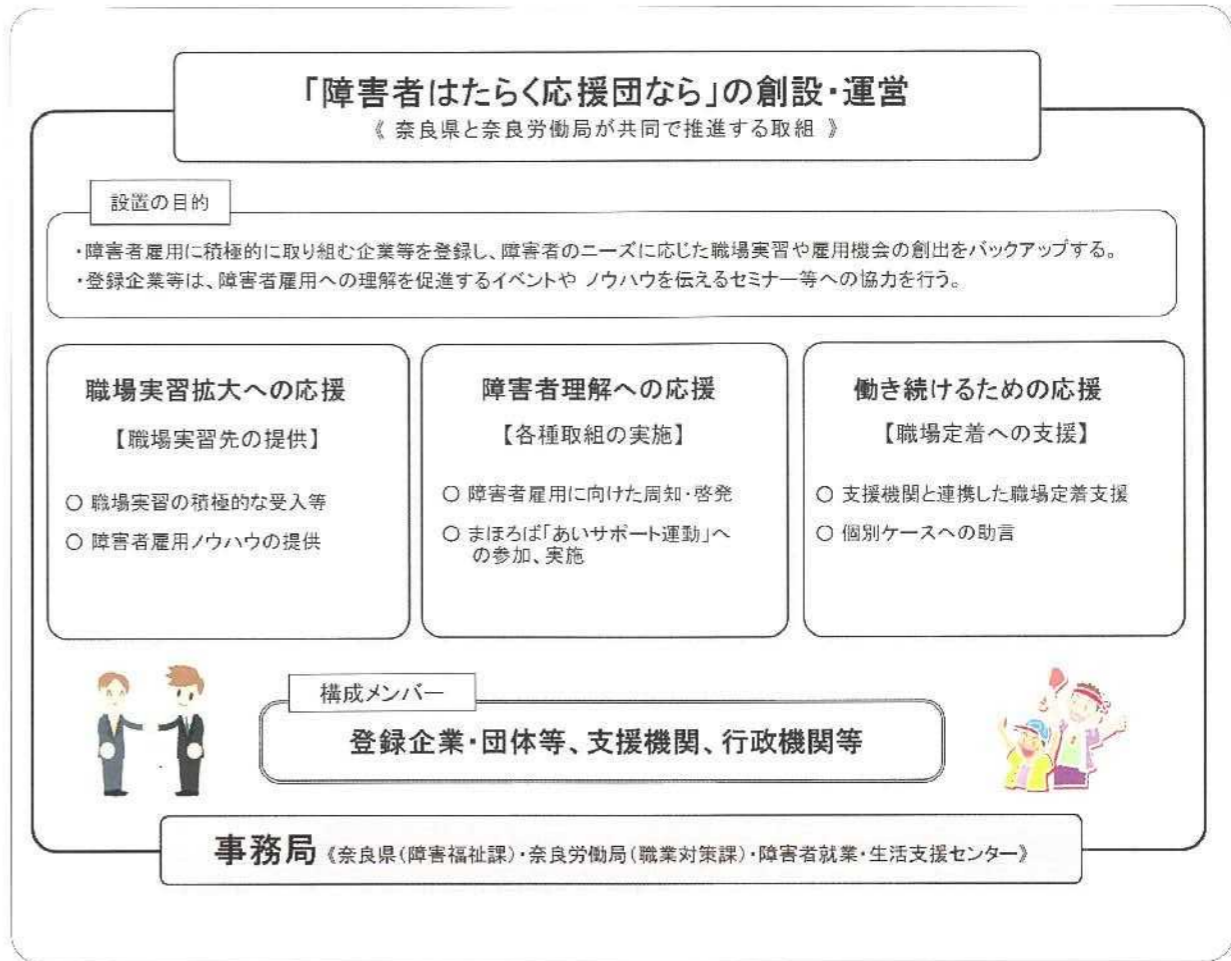 「障害者はたらく応援団なら」の創設・運営
《 奈良県と奈良労働局が共同で推進する取組 》
設置の目的
・障害者雇用に積極的に取り組む企業等を登録し、障害者のニーズに応じた職場実習や雇用機会の創出をバックアップする。
・登録企業等は、障害者雇用への理解を促進するイベントや ノウハウを伝えるセミナー等への協力を行う。
職場実習拡大への応援
【職場実習先の提供】
○ 職場実習の積極的な受入等
○ 障害者雇用ノウハウの提供
障害者理解への応援
【各種取組の実施】
○ 障害者雇用に向けた周知・啓発
○ まほろば「あいサポート運動」へ
の参加、実施
働き続けるための応援
【職場定着への支援】
○ 支援機関と連携した職場定着支援
○ 個別ケースへの助言
構成メンバー
登録企業・団体等、支援機関、行政機関等
事務局《奈良県(障害福祉課)・奈良労働局(職業対策課)・障害者就業・生活支援センター》